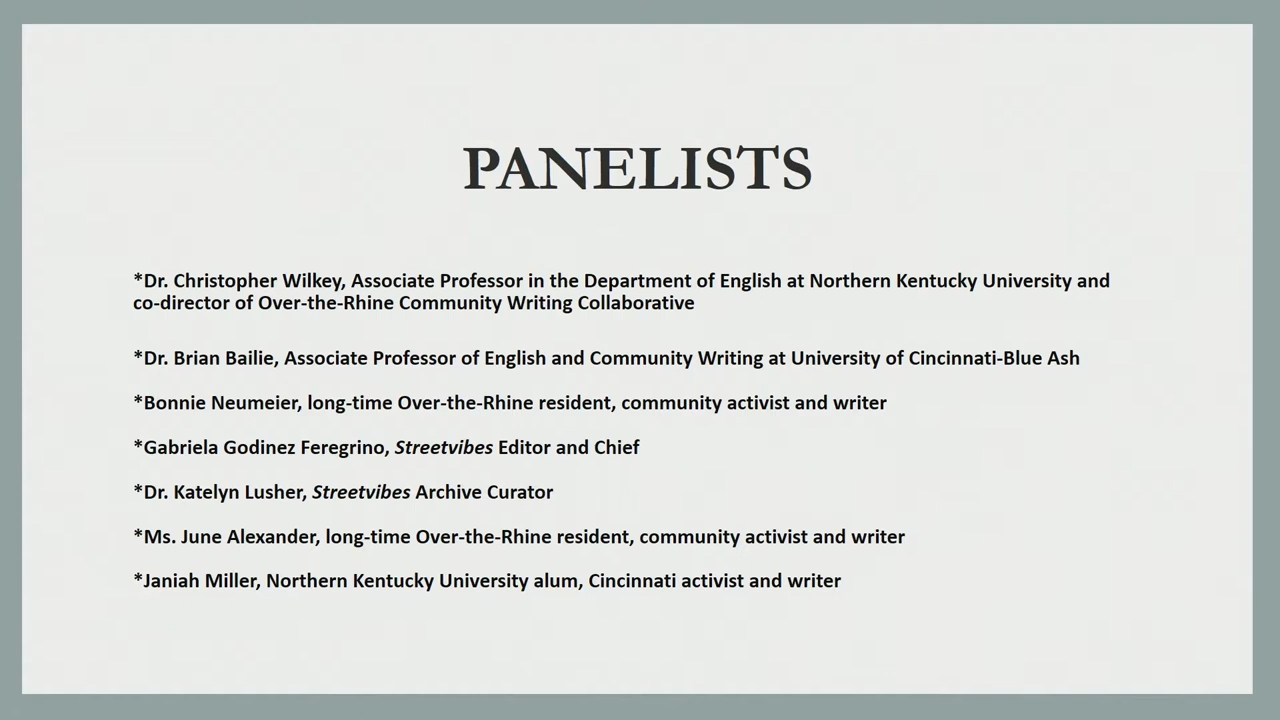 PANELISTS
*Dr. Christopher Wilkey, Associate Professor in the Department of English at Northern Kentucky University and
co-director of Over-the-Rhine Community Writing Collaborative
*Dr. Brian Bailie, Associate Professor of English and Community Writing at University of Cincinnati-Blue Ash
*Bonnie Neumeier, long-time Over-the-Rhine resident, community activist and writer
*Gabriela Godinez Feregrino, Streetvibes Editor and Chief
*Dr. Katelyn Lusher, Streetvibes Archive Curator
*Ms. June Alexander, long-time Over-the-Rhine resident, community activist and writer
*Janiah Miller, Northern Kentucky University alum, Cincinnati activist and writer